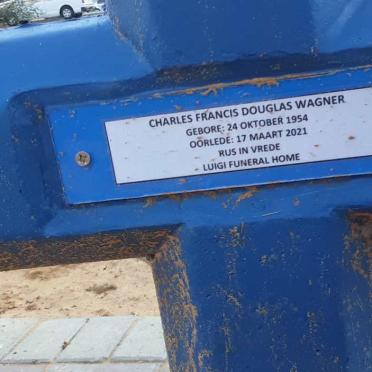 CHARLES FRANCIS DOUGLAS WAGNER
GEBORE: 24 OKTOBER 1954
OORLEDE: 17 MAART 2021
RUS IN VREDE
LUIGI FUNERAL HOME